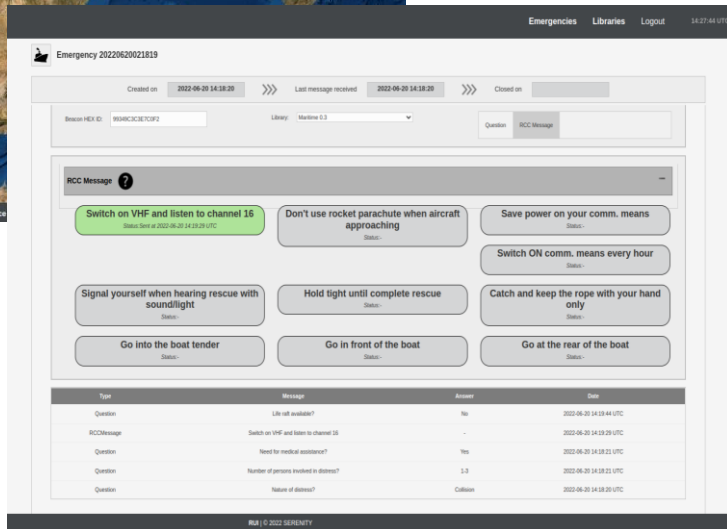 Emergencies Libraries Logout 14:27:44 UTC
Emergency 20220620021819
Created on 2022-06-20 14:18:20 Last message received 2022-06-20 14:18:20 Closed on
Beacon HEX ID: Library: Maritime 0.3 Question RCC Message
RCC Message ? −
Switch on VHF and listen to channel 16
Status:Sent at 2022-06-20 14:19:29 UTC
Don't use rocket parachute when aircraft
approaching
Status:-
Save power on your comm. means
Status:-
Switch ON comm. means every hour
Status:-
Signal yourself when hearing rescue with
sound/light
Status:-
Hold tight until complete rescue
Status:-
Catch and keep the rope with your hand
only
Status:-
Go into the boat tender
Status:-
Go in front of the boat
Status:-
Go at the rear of the boat
Status:-
Type Message Answer Date
Question Life raft available? No 2022-06-20 14:19:44 UTC
RCCMessage Switch on VHF and listen to channel 16 - 2022-06-20 14:19:29 UTC
Question Need for medical assistance? Yes 2022-06-20 14:18:21 UTC
Question Number of persons involved in distress? 1-3 2022-06-20 14:18:21 UTC
Question Nature of distress? Collision 2022-06-20 14:18:20 UTC
RUI | © 2022 SERENITY